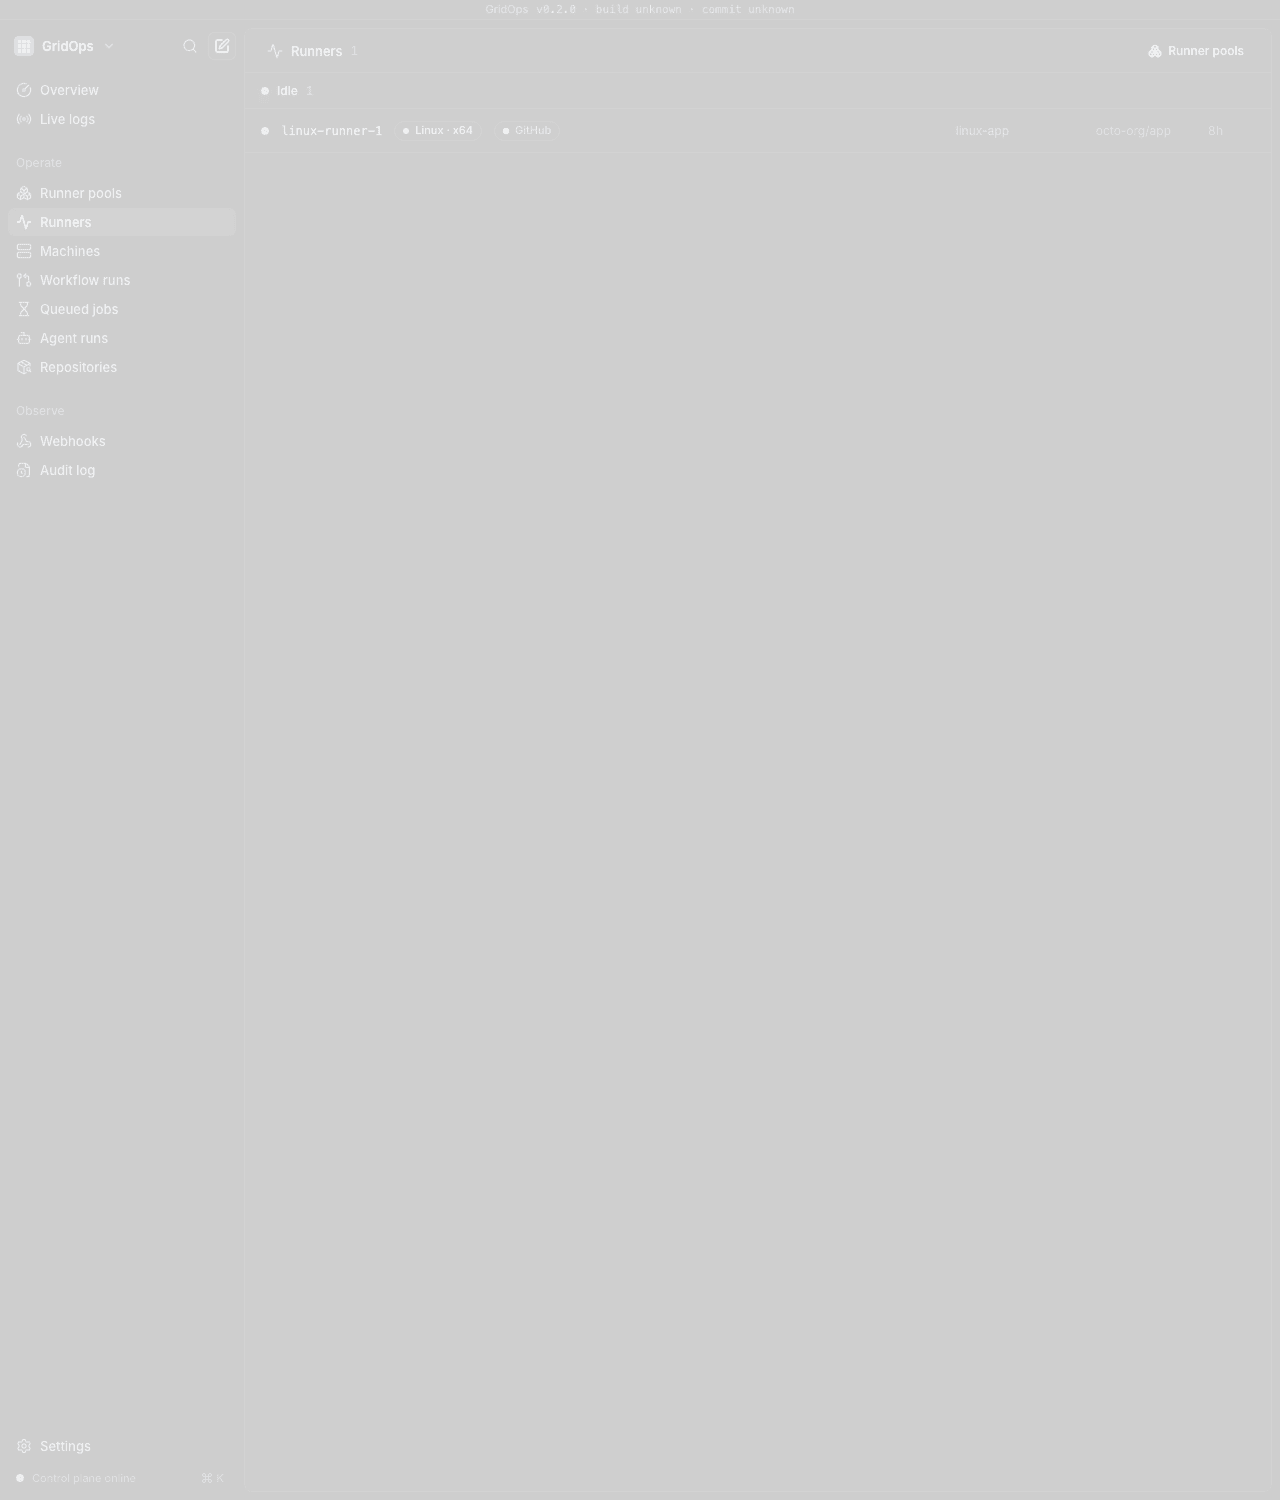 GridOps v0.2.0 · build unknown · commit unknown
GridOps
Overview
Live logs
Operate
Runner pools
Runners
Machines
Workflow runs
Queued jobs
Agent runs
Repositories
Observe
Webhooks
Audit log
Settings
Control plane online ⌘ K
Runners 1
Runner pools
Idle 1
linux-runner-1 Linux · x64 GitHub linux-app octo-org/app 8h